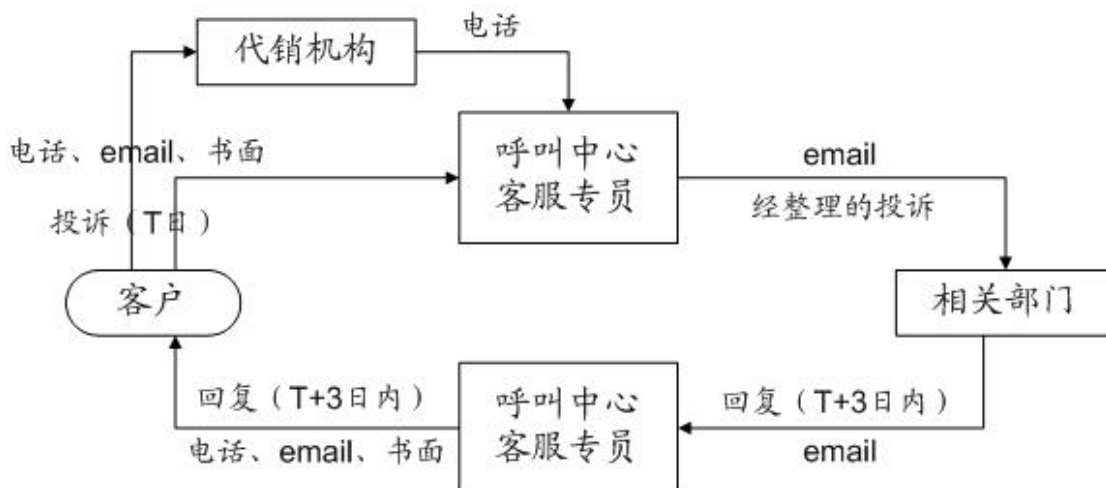 电话
代销机构
呼叫中心
客服专员
电话、email、书面
email
经整理的投诉
投诉（T日）
客户
相关部门
回复（T+3日内）
电话、email、书面
呼叫中心
客服专员
回复（T+3日内）
email